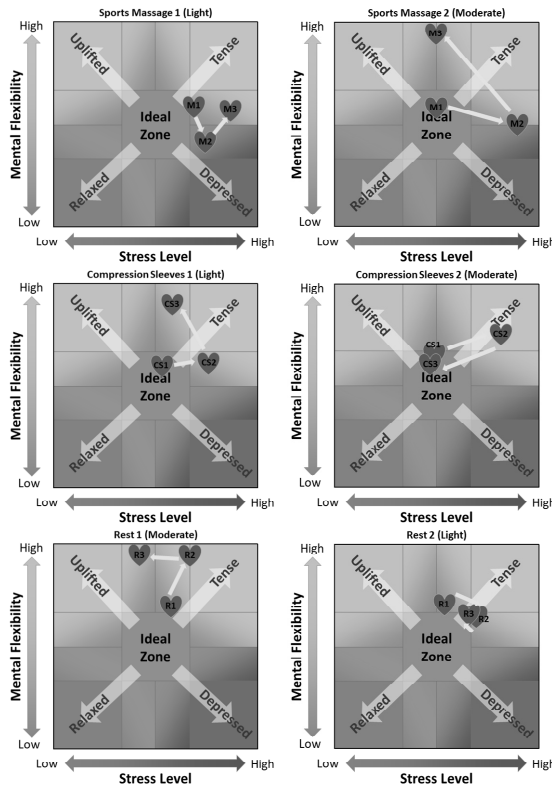 Sports Massage 1 (Light)
High
Mental Flexibility
Low
Uplifted
Tense
M1
M3
M2
Ideal
Zone
Relaxed
Depressed
Low
High
Stress Level
Sports Massage 2 (Moderate)
High
Mental Flexibility
Low
Uplifted
Tense
M3
M1
M2
Ideal
Zone
Relaxed
Depressed
Low
High
Stress Level
Compression Sleeves 1 (Light)
High
Mental Flexibility
Low
Uplifted
Tense
CS3
CS1
CS2
Ideal
Zone
Relaxed
Depressed
Low
High
Stress Level
Compression Sleeves 2 (Moderate)
High
Mental Flexibility
Low
Uplifted
Tense
CS2
CS1
CS3
Ideal
Zone
Relaxed
Depressed
Low
High
Stress Level
Rest 1 (Moderate)
High
Mental Flexibility
Low
Uplifted
Tense
R3
R2
R1
Ideal
Zone
Relaxed
Depressed
Low
High
Stress Level
Rest 2 (Light)
High
Mental Flexibility
Low
Uplifted
Tense
R1
R3
R2
Ideal
Zone
Relaxed
Depressed
Low
High
Stress Level